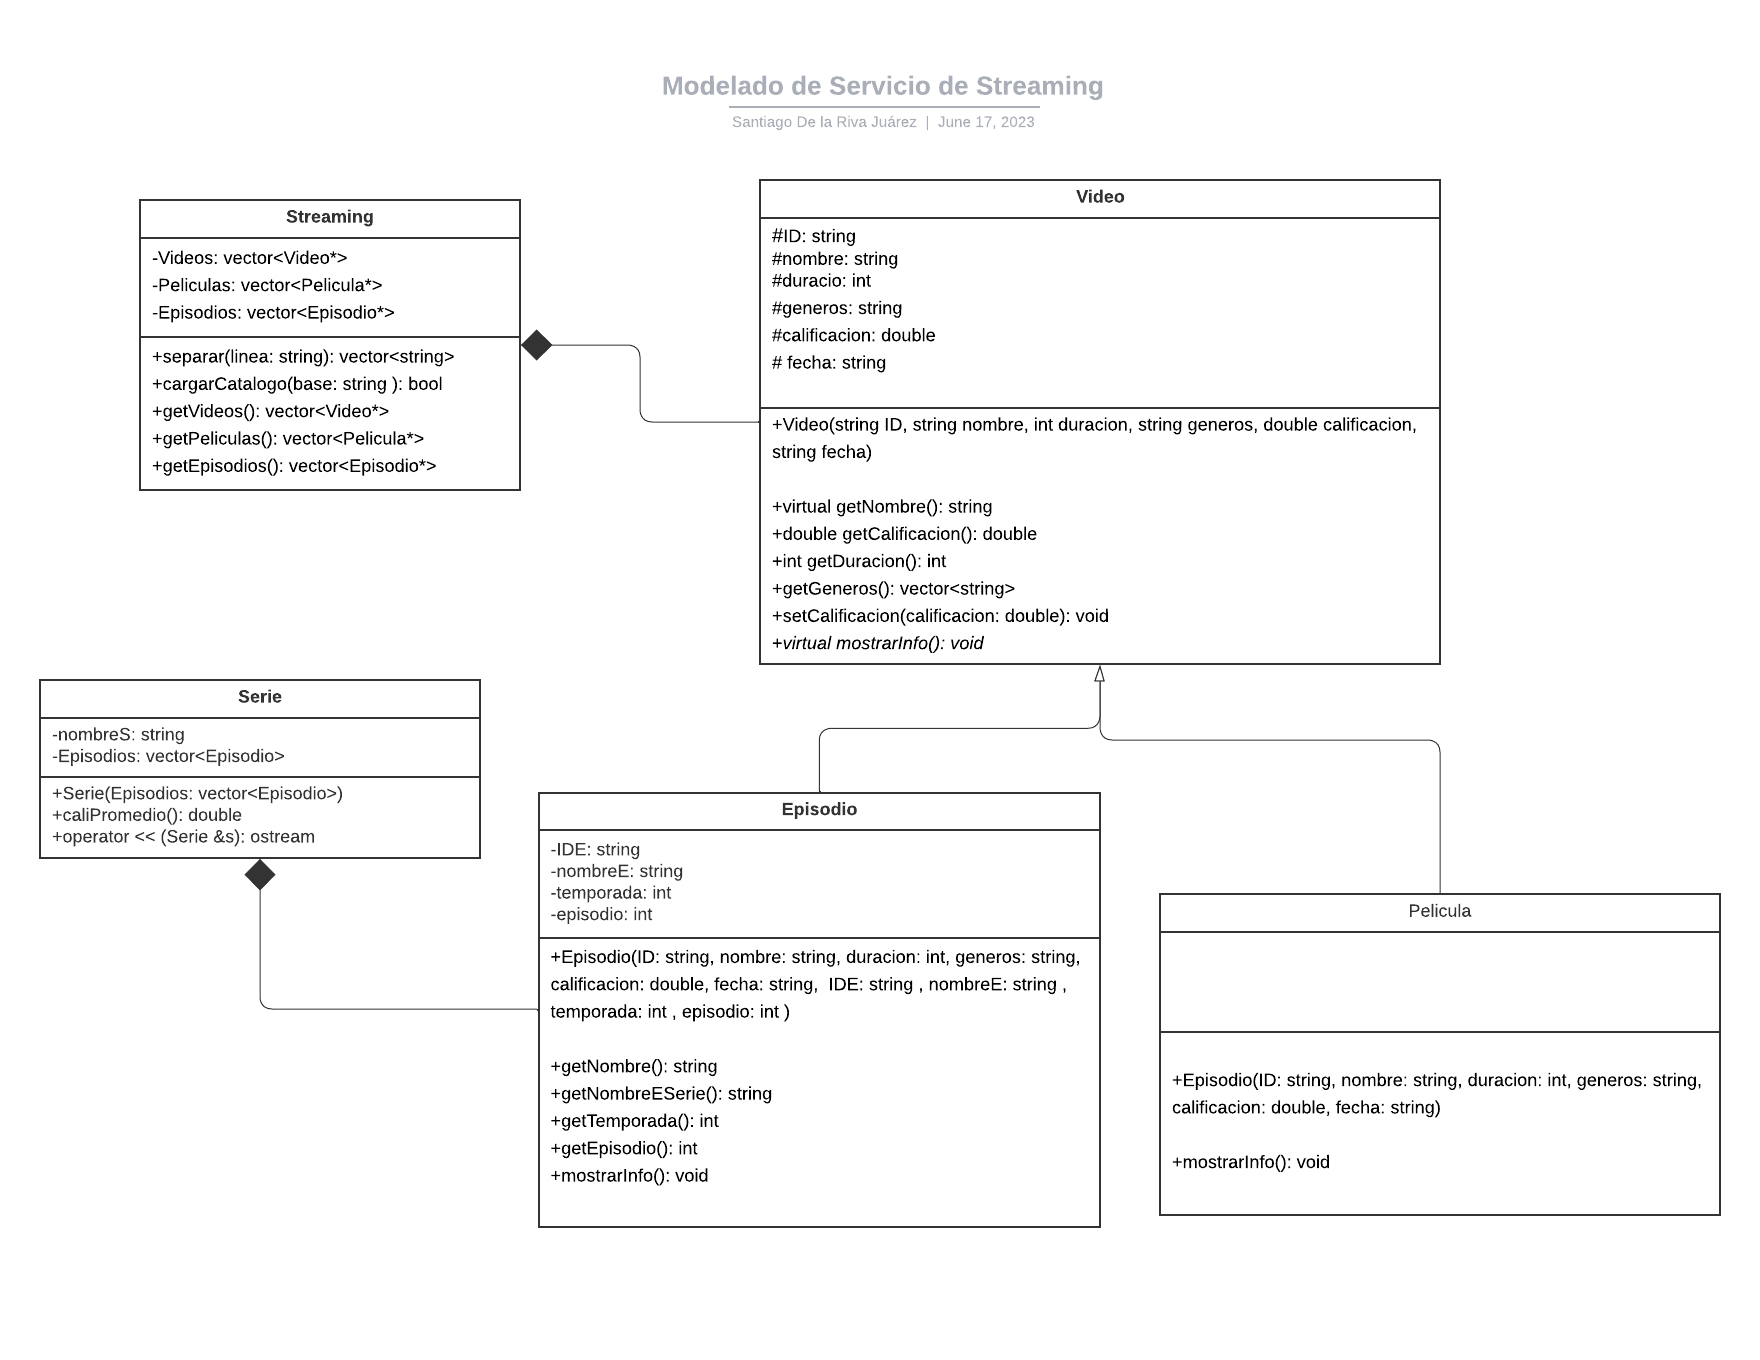 Modelado de Servicio de Streaming
Santiago De la Riva Juárez | June 17, 2023
Streaming
-Videos: vector<Video*>
-Peliculas: vector<Pelicula*>
-Episodios: vector<Episodio*>
+separar(linea: string): vector<string>
+cargarCatalogo(base: string ): bool
+getVideos(): vector<Video*>
+getPeliculas(): vector<Pelicula*>
+getEpisodios(): vector<Episodio*>
Video
#ID: string
#nombre: string
#duracio: int
#generos: string
#calificacion: double
# fecha: string
+Video(string ID, string nombre, int duracion, string generos, double calificacion,
string fecha)
+virtual getNombre(): string
+double getCalificacion(): double
+int getDuracion(): int
+getGeneros(): vector<string>
+setCalificacion(calificacion: double): void
+virtual mostrarInfo(): void
Serie
-nombreS: string
-Episodios: vector<Episodio>
+Serie(Episodios: vector<Episodio>)
+caliPromedio(): double
+operator << (Serie &s): ostream
Episodio
-IDE: string
-nombreE: string
-temporada: int
-episodio: int
+Episodio(ID: string, nombre: string, duracion: int, generos: string,
calificacion: double, fecha: string,  IDE: string , nombreE: string ,
temporada: int , episodio: int )
+getNombre(): string
+getNombreESerie(): string
+getTemporada(): int
+getEpisodio(): int
+mostrarInfo(): void
Pelicula
+Episodio(ID: string, nombre: string, duracion: int, generos: string,
calificacion: double, fecha: string)
+mostrarInfo(): void